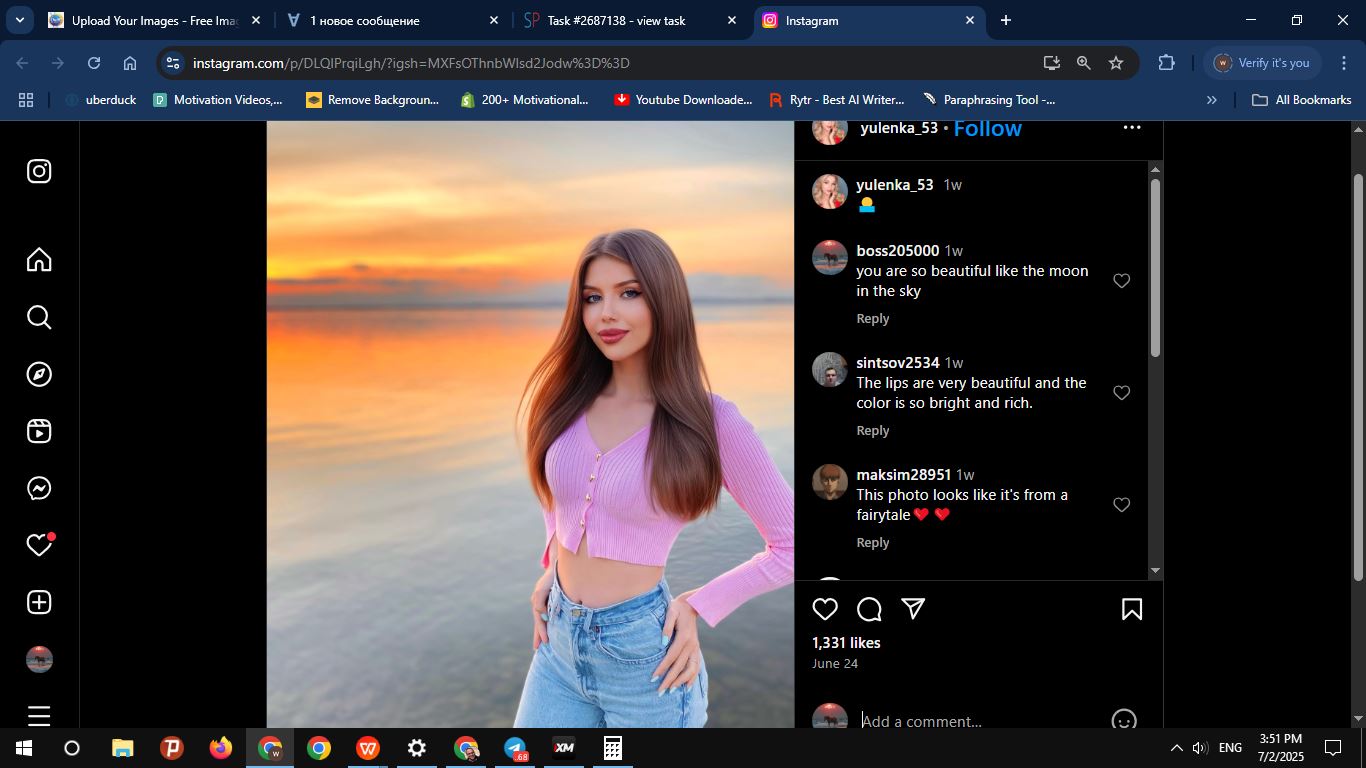 Upload Your Images - Free Imag
1 новое сообщение
Task #2687138 - view task
Instagram
instagram.com/p/DLQlPrqiLgh/?igsh=MXFsOThnbWlsd2Jodw%3D%3D
Verify it's you
uberduck
Motivation Videos,...
Remove Backgroun...
200+ Motivational...
Youtube Downloade...
Rytr - Best AI Writer...
Paraphrasing Tool -...
All Bookmarks
yulenka_53 • Follow
yulenka_53 1w
boss205000 1w
you are so beautiful like the moon
in the sky
Reply
sintsov2534 1w
The lips are very beautiful and the
color is so bright and rich.
Reply
maksim28951 1w
This photo looks like it's from a
fairytale❤️ ❤️
Reply
1,331 likes
June 24
Add a comment...
.68
XM
ENG
3:51 PM
7/2/2025